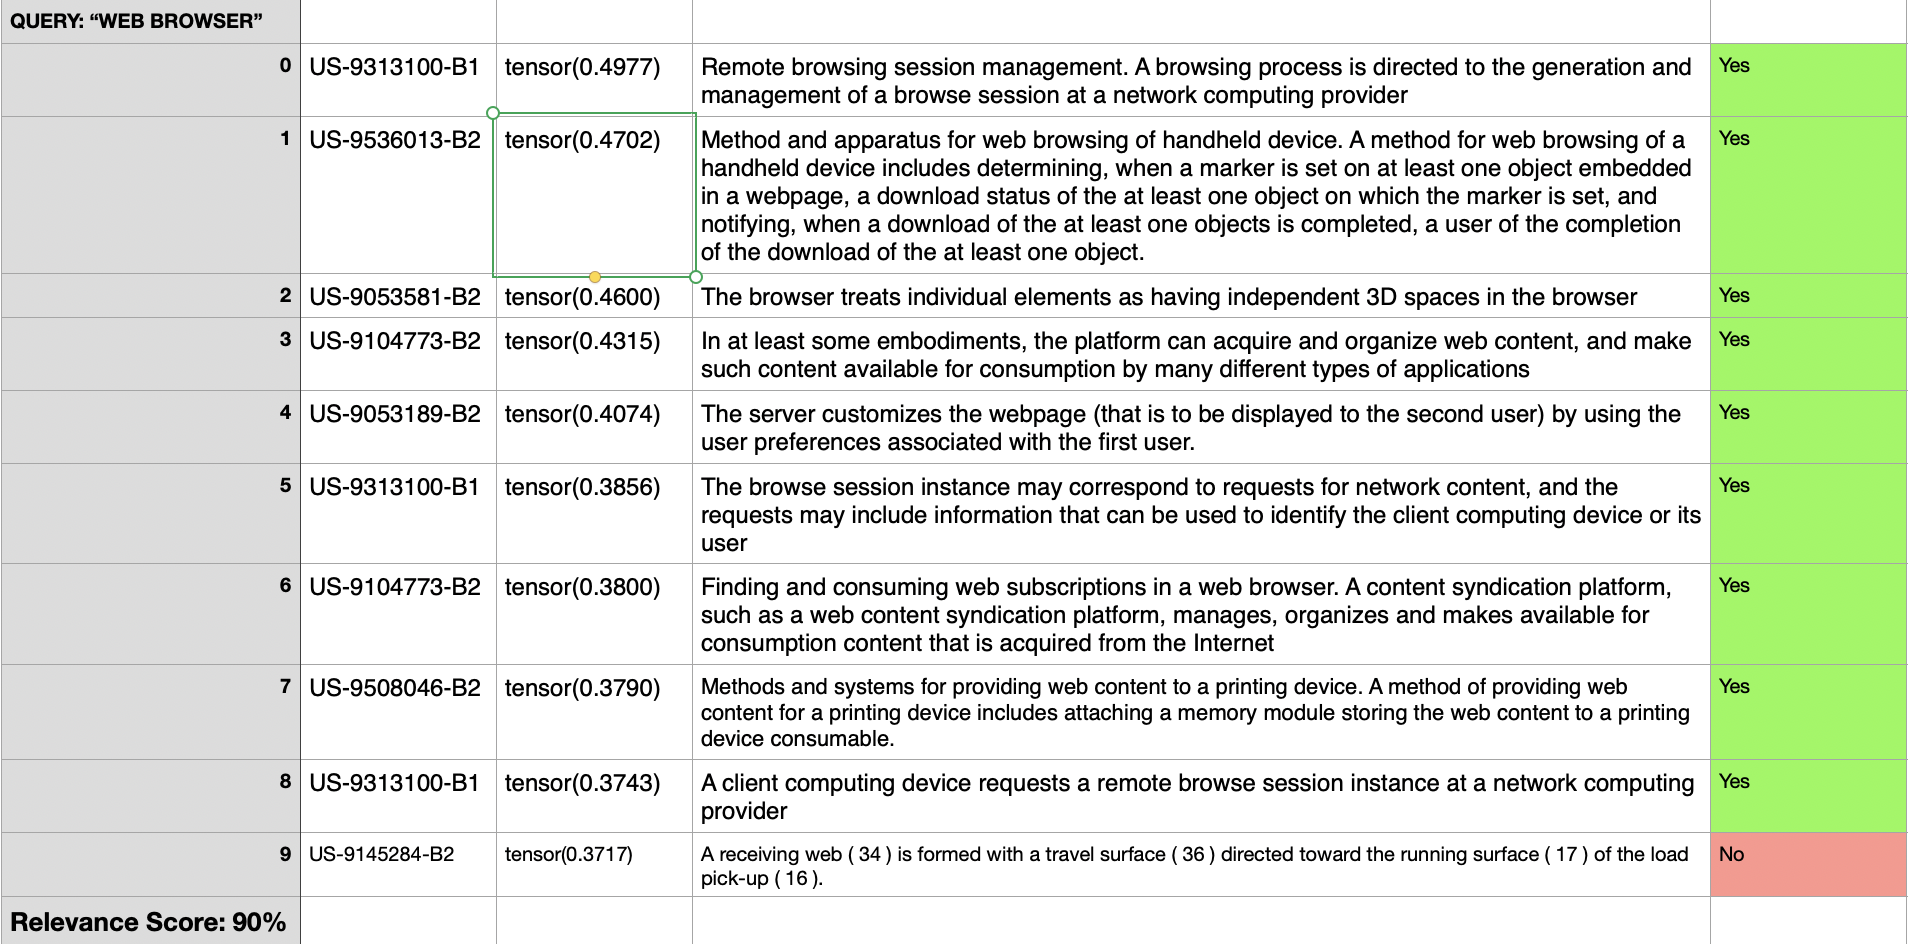 QUERY: “WEB BROWSER”
0 US-9313100-B1 tensor(0.4977) Remote browsing session management. A browsing process is directed to the generation and Yes
management of a browse session at a network computing provider
1 US-9536013-B2 tensor(0.4702) Method and apparatus for web browsing of handheld device. A method for web browsing of a Yes
handheld device includes determining, when a marker is set on at least one object embedded
in a webpage, a download status of the at least one object on which the marker is set, and
notifying, when a download of the at least one objects is completed, a user of the completion
of the download of the at least one object.
2 US-9053581-B2 tensor(0.4600) The browser treats individual elements as having independent 3D spaces in the browser Yes
3 US-9104773-B2 tensor(0.4315) In at least some embodiments, the platform can acquire and organize web content, and make Yes
such content available for consumption by many different types of applications
4 US-9053189-B2 tensor(0.4074) The server customizes the webpage (that is to be displayed to the second user) by using the Yes
user preferences associated with the first user.
5 US-9313100-B1 tensor(0.3856) The browse session instance may correspond to requests for network content, and the Yes
requests may include information that can be used to identify the client computing device or its
user
6 US-9104773-B2 tensor(0.3800) Finding and consuming web subscriptions in a web browser. A content syndication platform, Yes
such as a web content syndication platform, manages, organizes and makes available for
consumption content that is acquired from the Internet
7 US-9508046-B2 tensor(0.3790) Methods and systems for providing web content to a printing device. A method of providing web Yes
content for a printing device includes attaching a memory module storing the web content to a printing
device consumable.
8 US-9313100-B1 tensor(0.3743) A client computing device requests a remote browse session instance at a network computing Yes
provider
9 US-9145284-B2 tensor(0.3717) A receiving web ( 34 ) is formed with a travel surface ( 36 ) directed toward the running surface ( 17 ) of the load No
pick-up ( 16 ).
Relevance Score: 90%